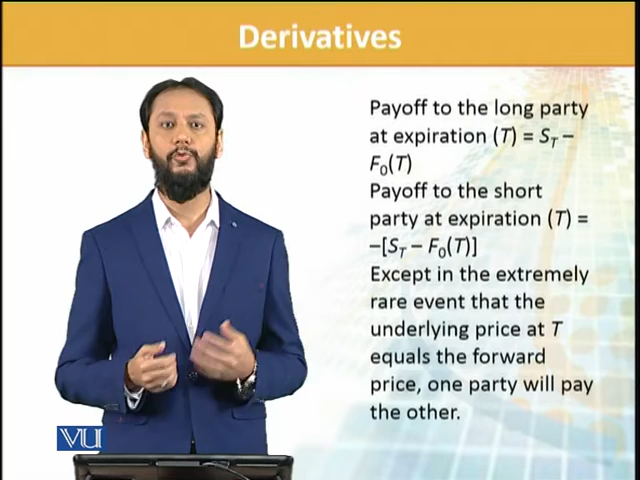 Derivatives
Payoff to the long party
at expiration (T) = S_T –
F₀(T)
Payoff to the short
party at expiration (T) =
–[S_T – F₀(T)]
Except in the extremely
rare event that the
underlying price at T
equals the forward
price, one party will pay
the other.
VU